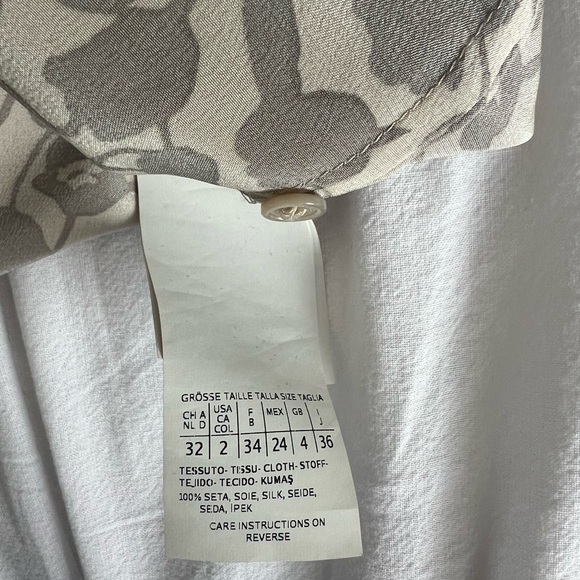 GRÖSSE TAILLE TALLA SIZE TAGLIA
CH A USA F MEX GB I
NL D CA B J
COL
32 2 34 24 4 36
TESSUTO- TISSU- CLOTH- STOFF-
TEJIDO- TECIDO- KUMAŞ
100% SETA, SOIE, SILK, SEIDE,
SEDA, İPEK
CARE INSTRUCTIONS ON
REVERSE